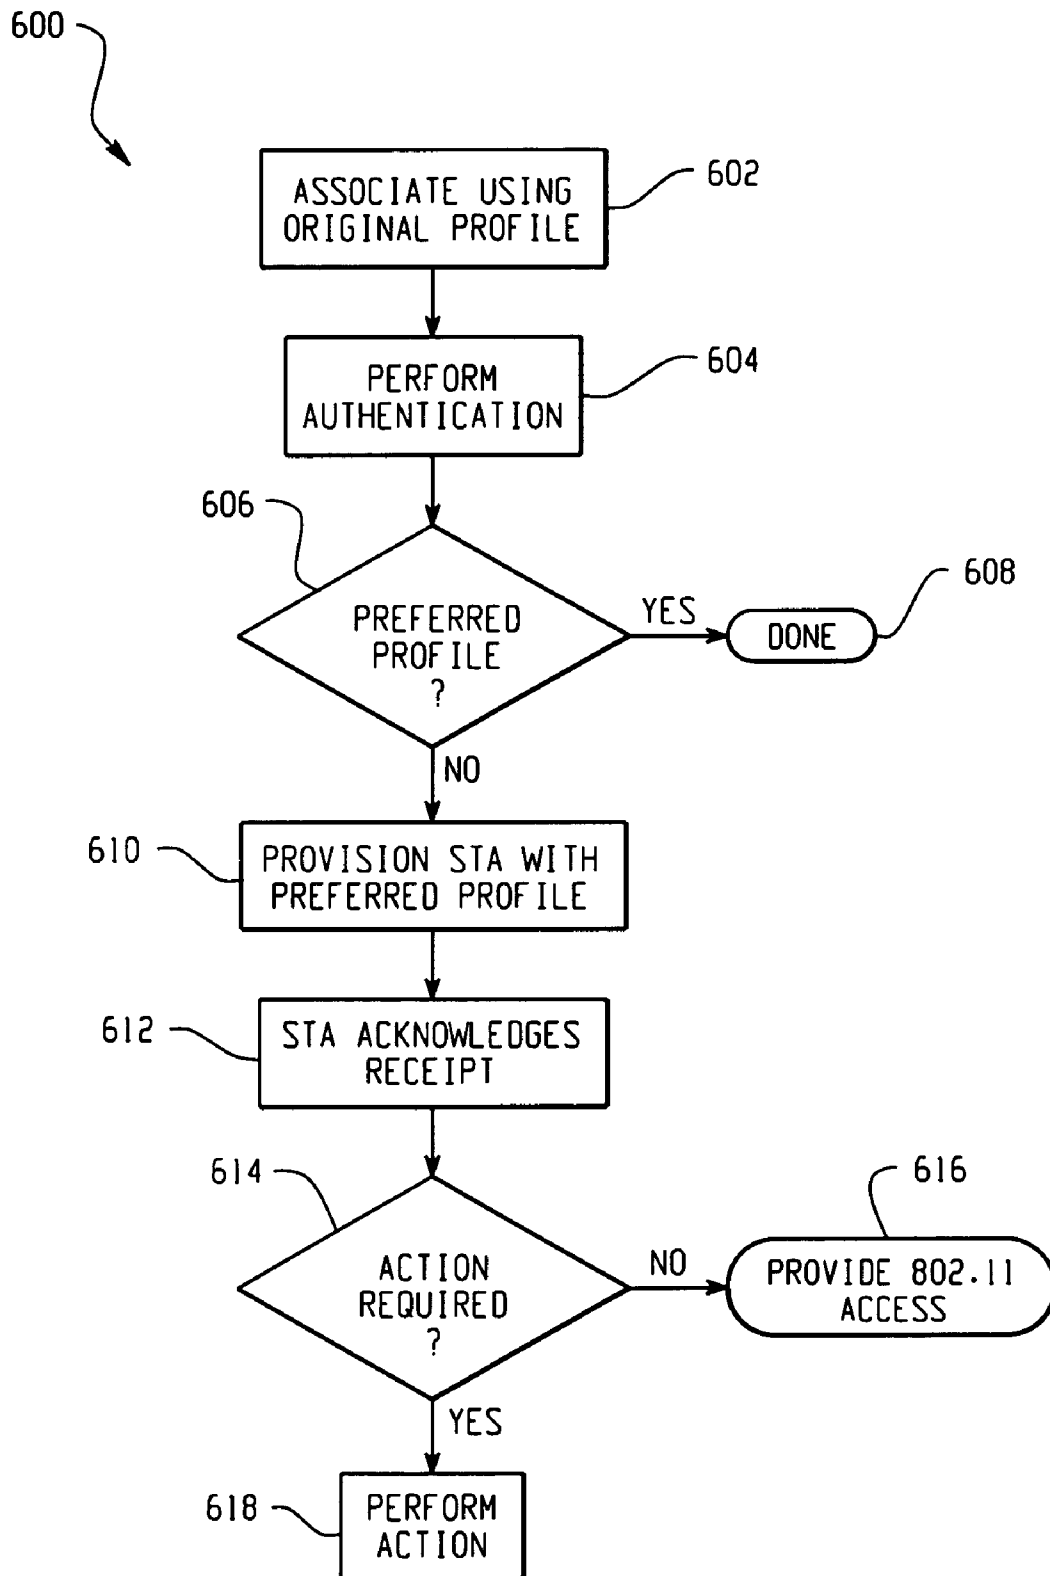 600
ASSOCIATE USING
ORIGINAL PROFILE
602
PERFORM
AUTHENTICATION
604
606
PREFERRED
PROFILE
?
YES
DONE
608
NO
610
PROVISION STA WITH
PREFERRED PROFILE
612
STA ACKNOWLEDGES
RECEIPT
614
ACTION
REQUIRED
?
NO
616
PROVIDE 802.11
ACCESS
YES
618
PERFORM
ACTION